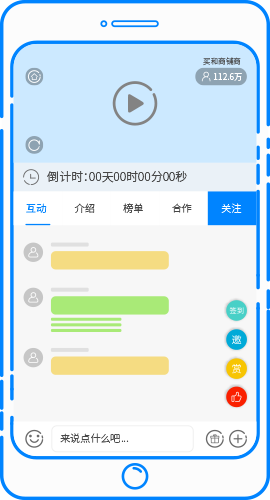 买和商铺商
112.6万
倒计时:00天00时00分00秒
互动 介绍 榜单 合作 关注
签到
邀
赏
来说点什么吧...